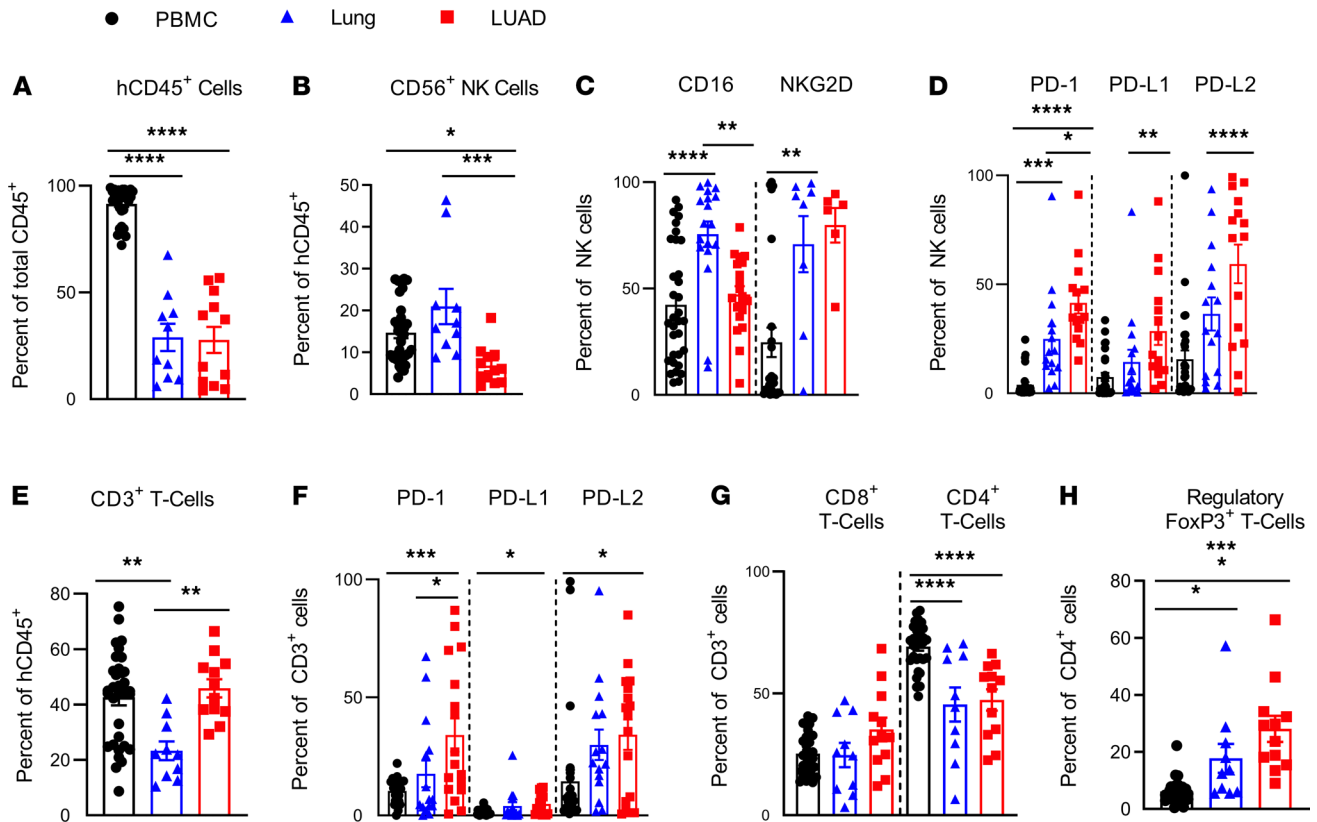 PBMC Lung LUAD
A hCD45+ Cells
**** 
****
Percent of total CD45+
100
50
0
B CD56+ NK Cells
*
***
Percent of hCD45+
50
40
30
20
10
0
C CD16 NKG2D
**
**** **
Percent of NK cells
100
50
0
D PD-1 PD-L1 PD-L2
****
* ** ****
***
Percent of NK cells
100
50
0
E CD3+ T-Cells
**
**
Percent of hCD45+
80
60
40
20
0
F PD-1 PD-L1 PD-L2
*** * *
*
Percent of CD3+ cells
100
50
0
G CD8+ CD4+
T-Cells T-Cells
****
****
Percent of CD3+ cells
100
50
0
H Regulatory
FoxP3+ T-Cells
***
*
*
Percent of CD4+ cells
80
60
40
20
0